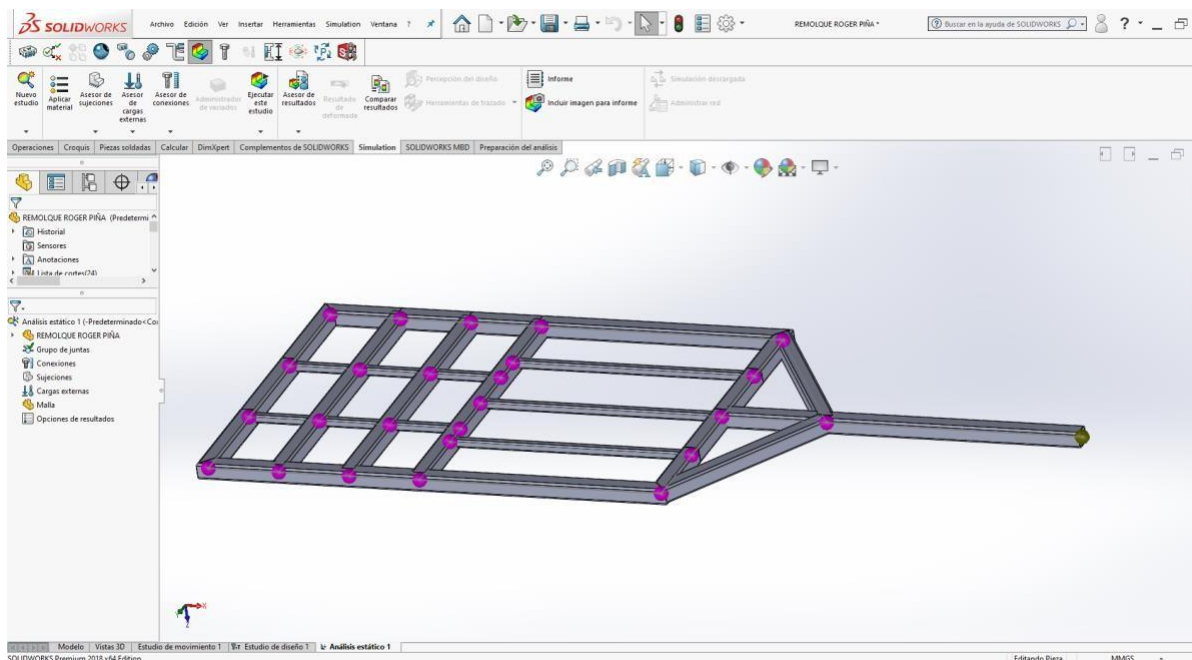 SOLIDWORKS Archivo Edición Ver Insertar Herramientas Simulation Ventana ? REMOLQUE ROGER PIÑA * Buscar en la ayuda de SOLIDWORKS ?
Nuevo estudio
Aplicar material
Asesor de sujeciones
Asesor de cargas externas
Asesor de conexiones
Administrador de vaciados
Ejecutar este estudio
Asesor de resultados
Resultado de deformada
Comparar resultados
Percepción del diseño
Herramientas de trazado
Informe
Incluir imagen para informe
Simulación descargada
Administrar red
Operaciones Croquis Piezas soldadas Calcular DimXpert Complementos de SOLIDWORKS Simulation SOLIDWORKS MBD Preparación del análisis
REMOLQUE ROGER PIÑA (Predetermi
Historial
Sensores
Anotaciones
Lista de cortes(24)
Análisis estático 1 (-Predeterminado<Co
REMOLQUE ROGER PIÑA
Grupo de juntas
Conexiones
Sujeciones
Cargas externas
Malla
Opciones de resultados
Modelo Vistas 3D Estudio de movimiento 1 Estudio de diseño 1 Análisis estático 1
SOLIDWORKS Premium 2018 x64 Edition Editando Pieza MMGS